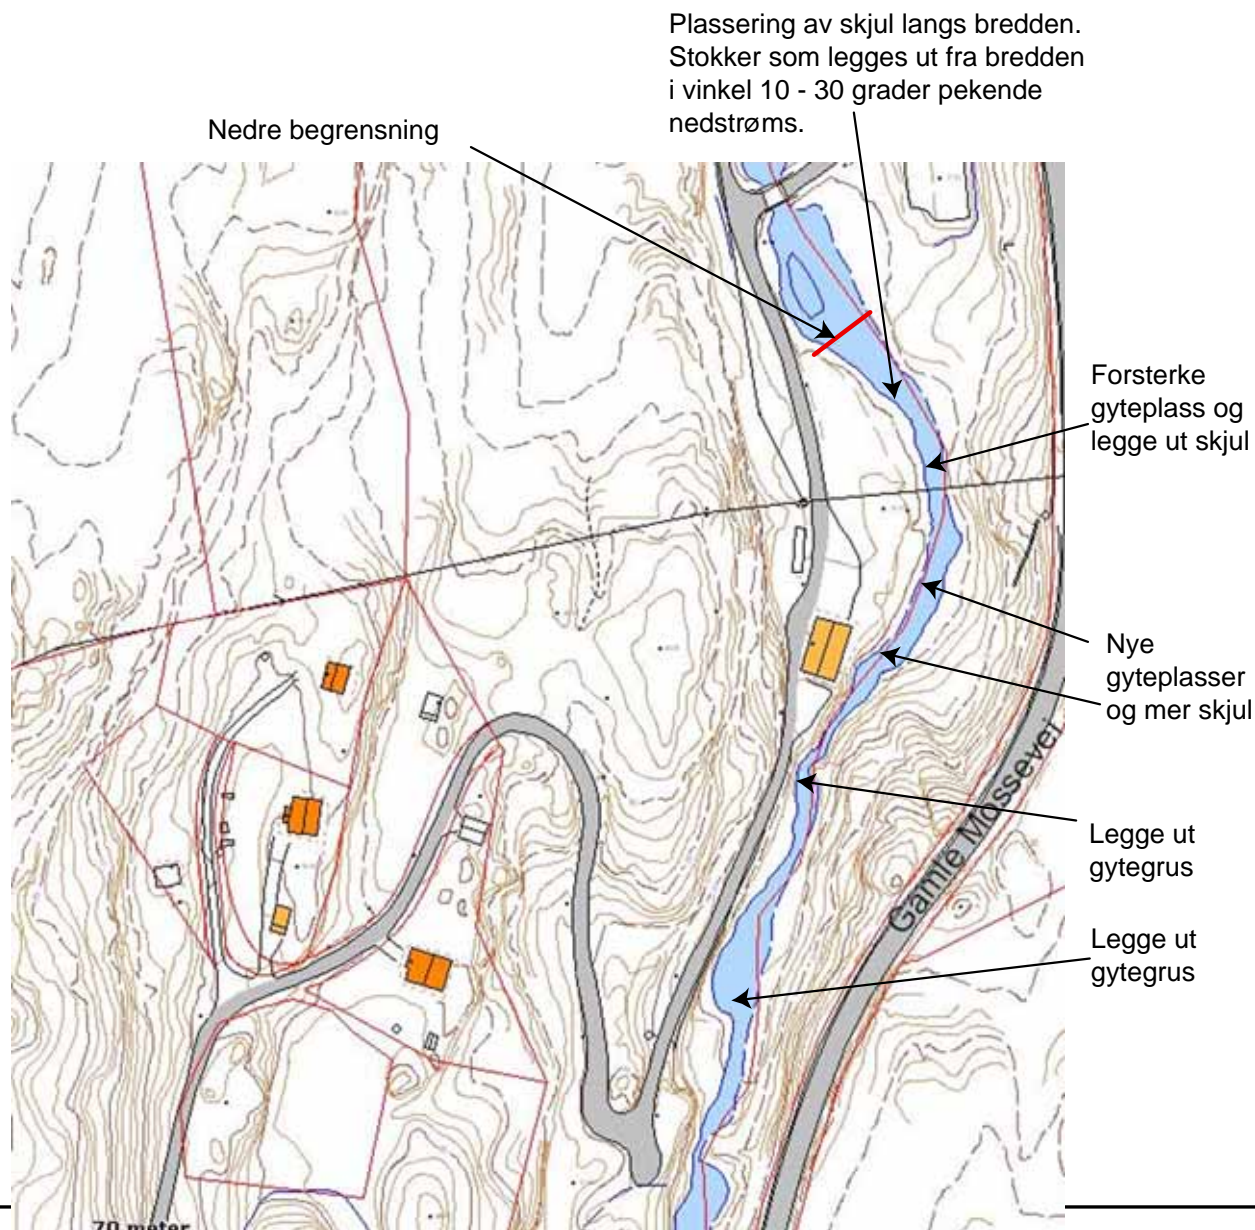 Plassering av skjul langs bredden.
Stokker som legges ut fra bredden
i vinkel 10 - 30 grader pekende
nedstrøms.
Nedre begrensning
Forsterke
gyteplass og
legge ut skjul
Nye
gyteplasser
og mer skjul
Gamle Mossevei
Legge ut
gytegrus
Legge ut
gytegrus
70 meter